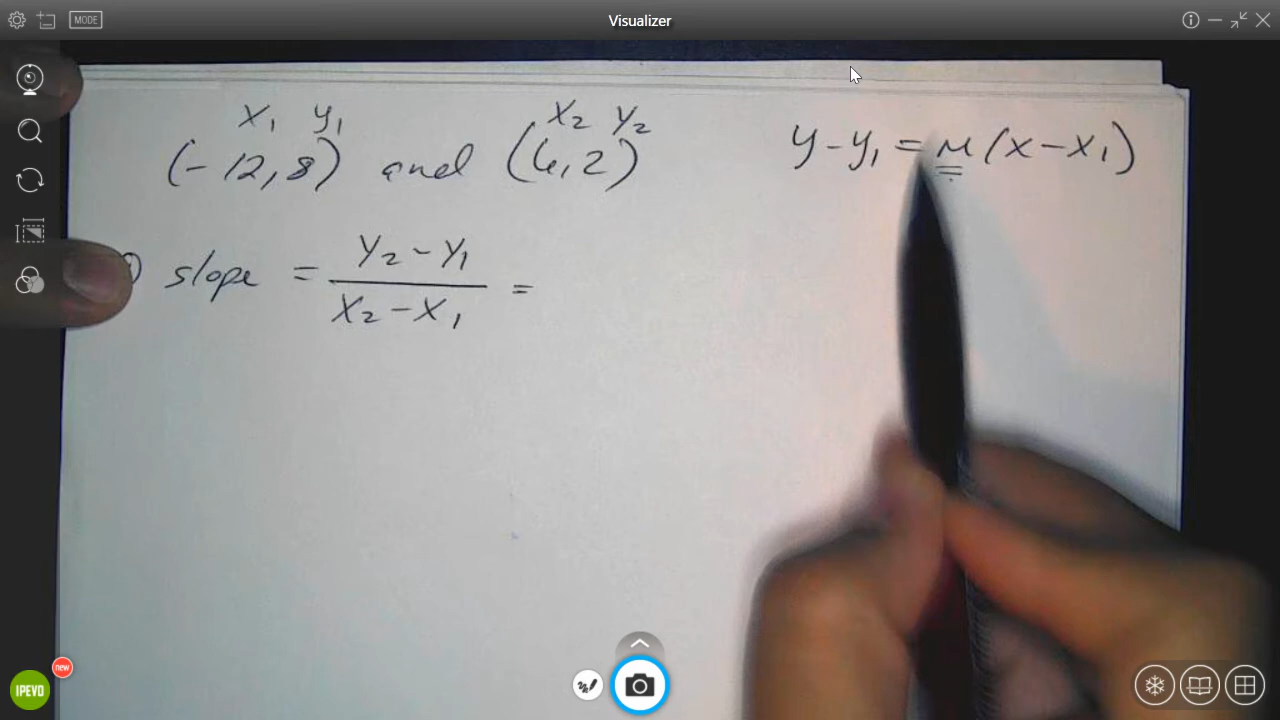 MODE
Visualizer
X₁ y₁ X₂ Y₂
(-12, 8) and (6, 2)
y - y₁ = m (x - x₁)
slope = Y₂ - Y₁ / X₂ - X₁ =
new
IPEVO